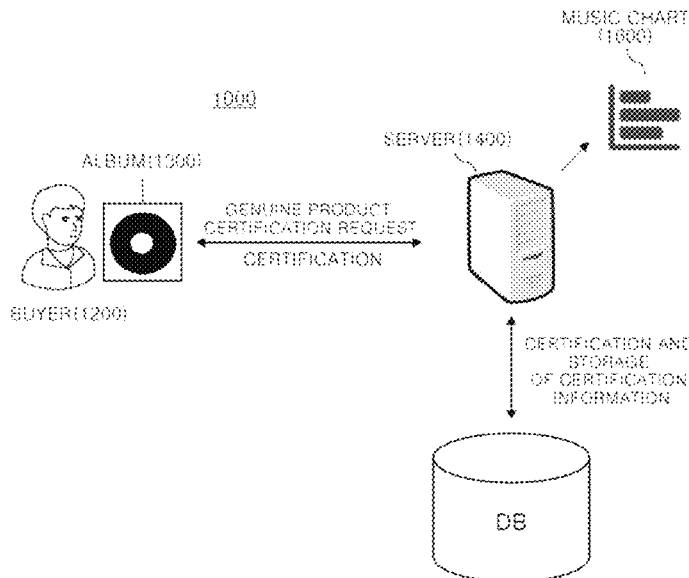 MUSIC CHART
(1600)
1000
SERVER(1400)
ALBUM(1300)
GENUINE PRODUCT
CERTIFICATION REQUEST
CERTIFICATION
BUYER(1200)
CERTIFICATION AND
STORAGE
OF CERTIFICATION
INFORMATION
DB